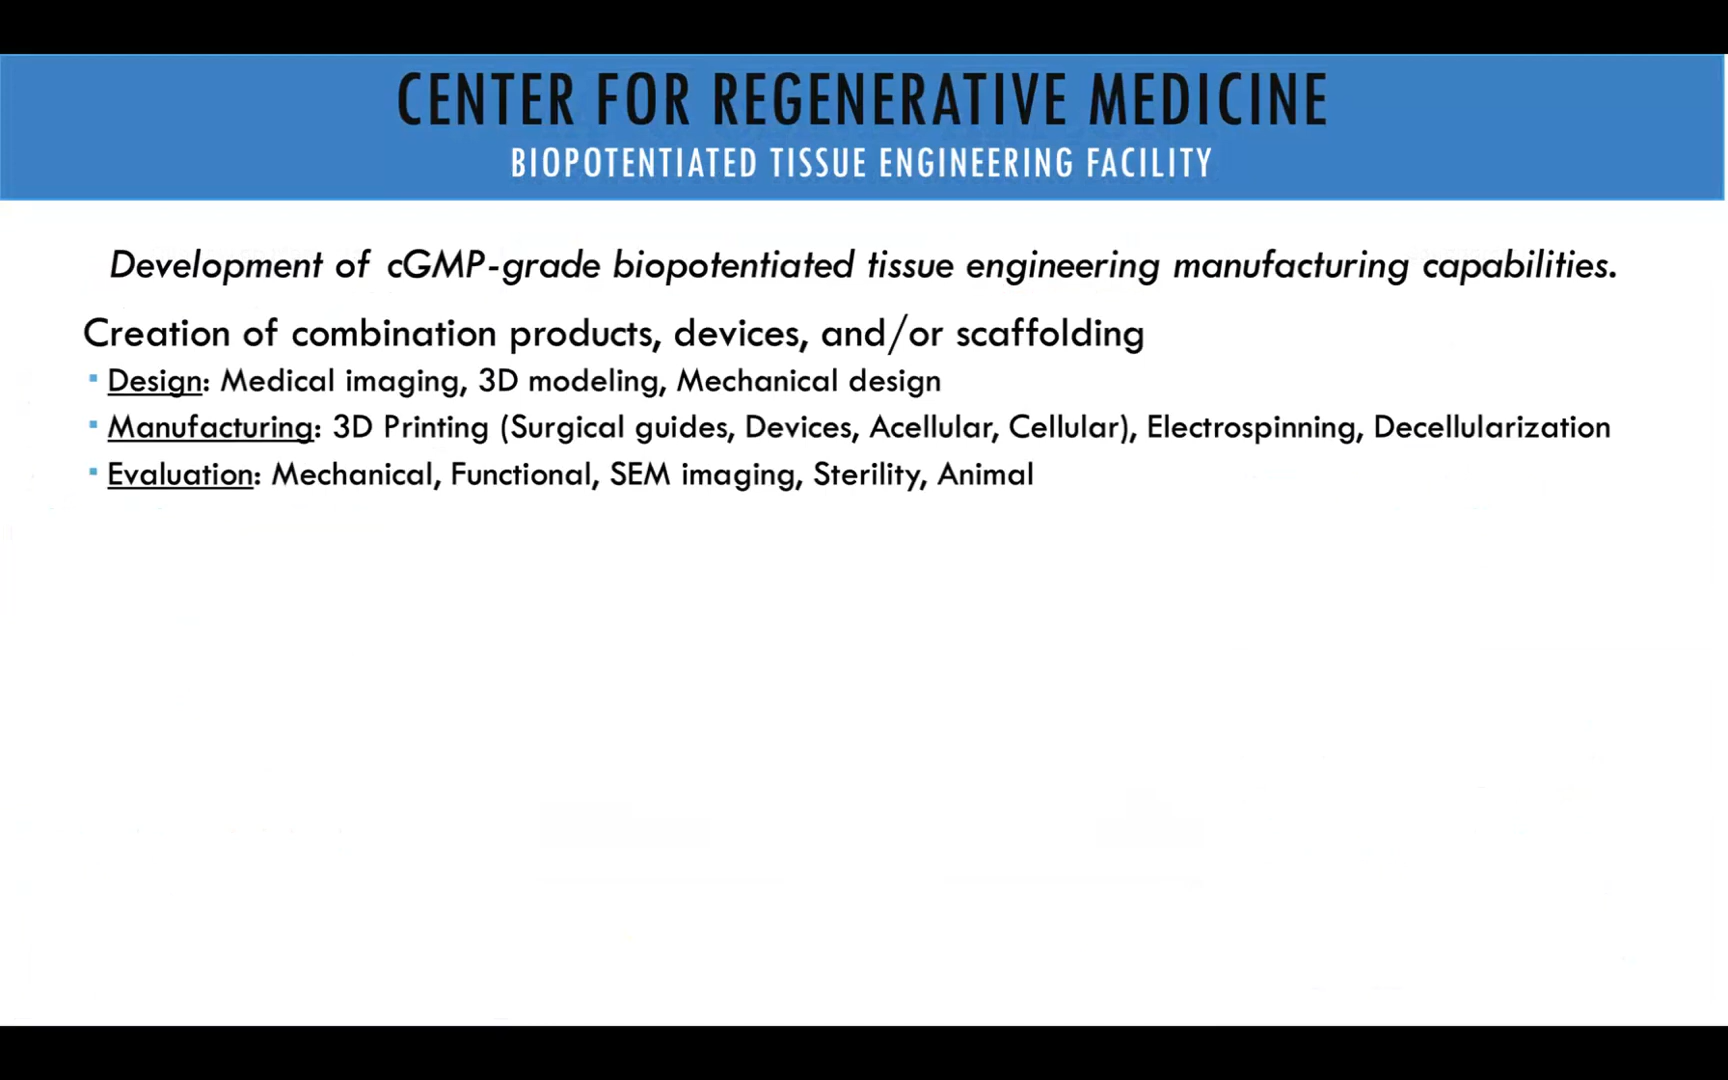 CENTER FOR REGENERATIVE MEDICINE
BIOPOTENTIATED TISSUE ENGINEERING FACILITY
Development of cGMP-grade biopotentiated tissue engineering manufacturing capabilities.
Creation of combination products, devices, and/or scaffolding
▪ Design: Medical imaging, 3D modeling, Mechanical design
▪ Manufacturing: 3D Printing (Surgical guides, Devices, Acellular, Cellular), Electrospinning, Decellularization
▪ Evaluation: Mechanical, Functional, SEM imaging, Sterility, Animal